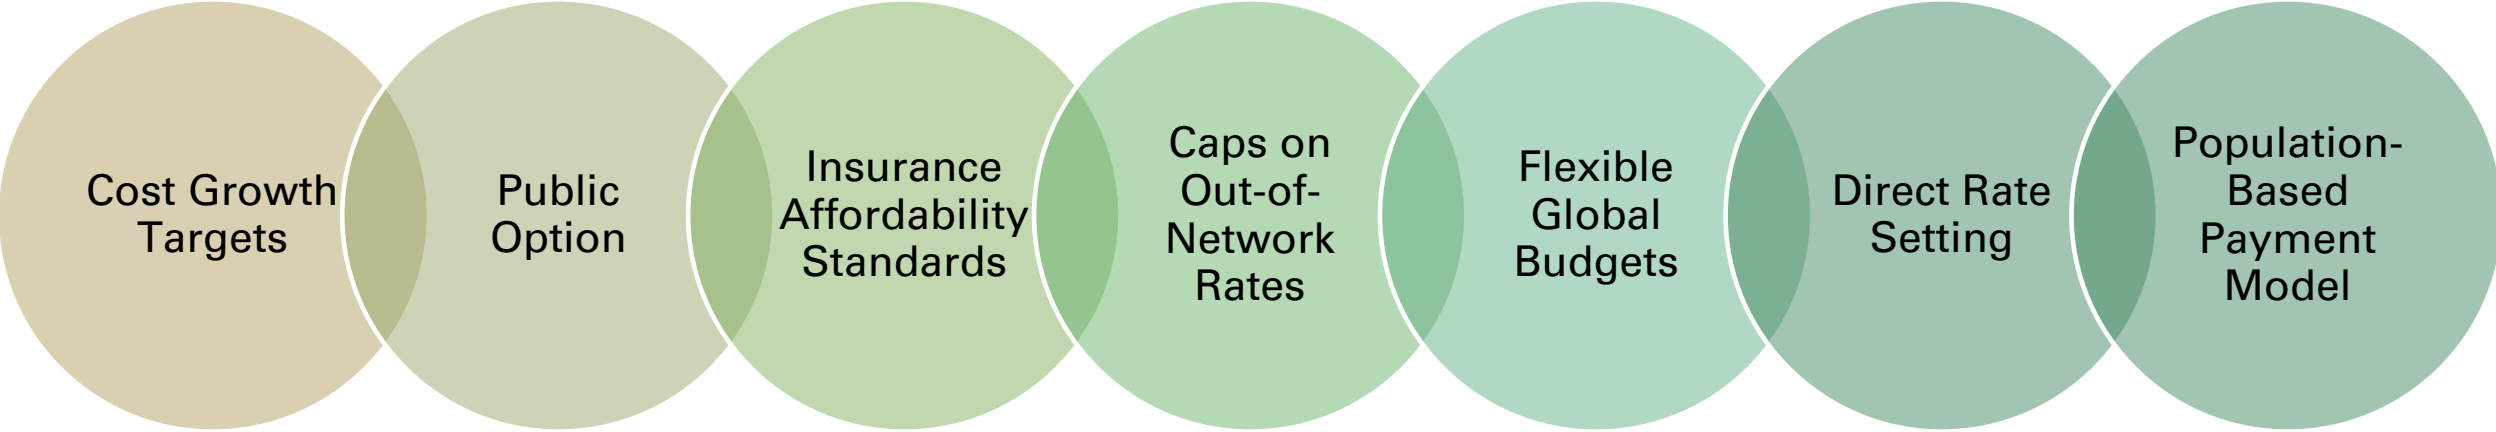 Cost Growth
Targets
Public
Option
Insurance
Affordability
Standards
Caps on
Out-of-
Network
Rates
Flexible
Global
Budgets
Direct Rate
Setting
Population-
Based
Payment
Model